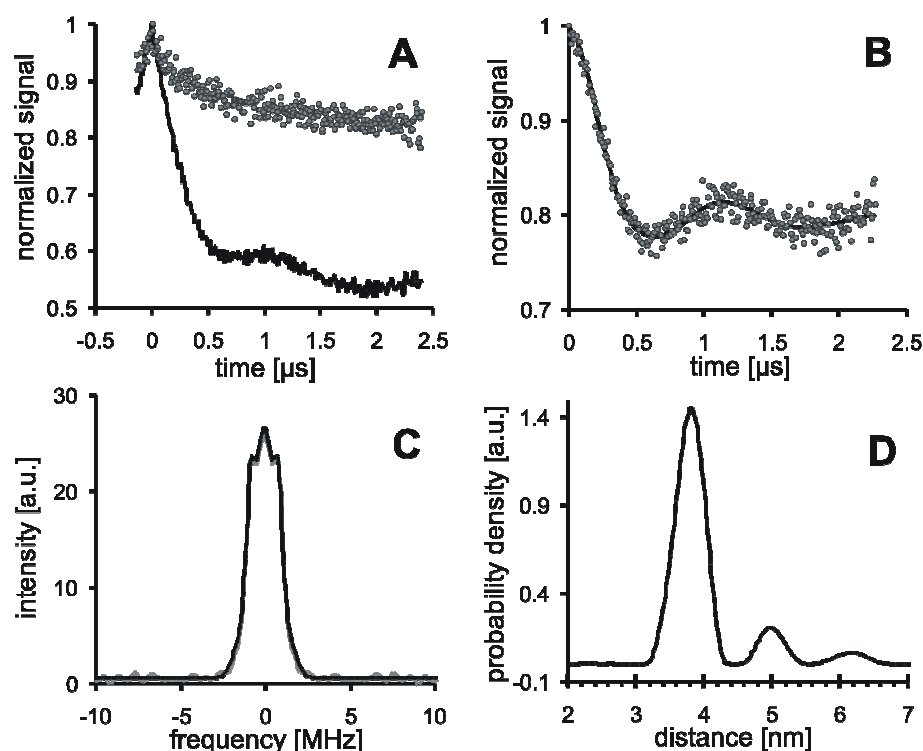 A
normalized signal
1
0.9
0.8
0.7
0.6
0.5
-0.5 0 0.5 1 1.5 2 2.5
time [µs]
B
normalized signal
1
0.9
0.8
0.7
0 0.5 1 1.5 2 2.5
time [µs]
C
intensity [a.u.]
30
20
10
0
-10 -5 0 5 10
frequency [MHz]
D
probability density [a.u.]
1.4
0.9
0.4
-0.1
2 3 4 5 6 7
distance [nm]